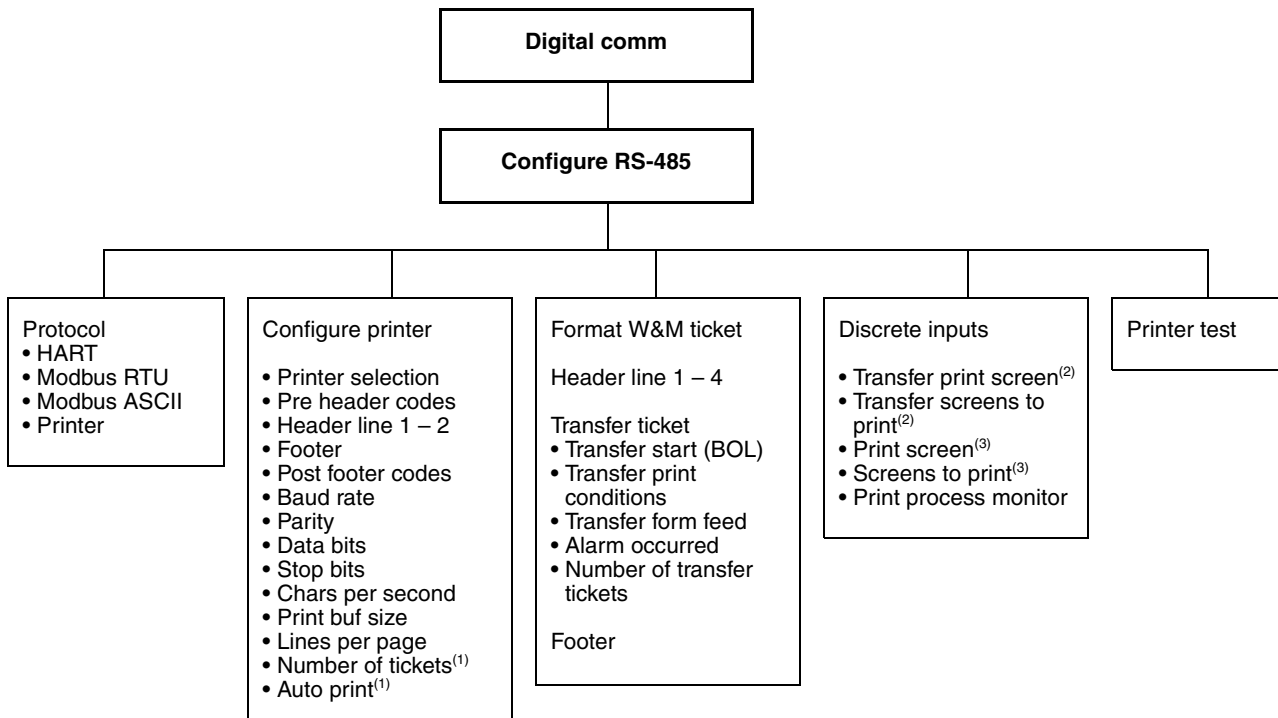 Digital comm
Configure RS-485
Protocol
• HART
• Modbus RTU
• Modbus ASCII
• Printer
Configure printer
• Printer selection
• Pre header codes
• Header line 1 – 2
• Footer
• Post footer codes
• Baud rate
• Parity
• Data bits
• Stop bits
• Chars per second
• Print buf size
• Lines per page
• Number of tickets(1)
• Auto print(1)
Format W&M ticket
Header line 1 – 4
Transfer ticket
• Transfer start (BOL)
• Transfer print
conditions
• Transfer form feed
• Alarm occurred
• Number of transfer
tickets
Footer
Discrete inputs
• Transfer print screen(2)
• Transfer screens to
print(2)
• Print screen(3)
• Screens to print(3)
• Print process monitor
Printer test